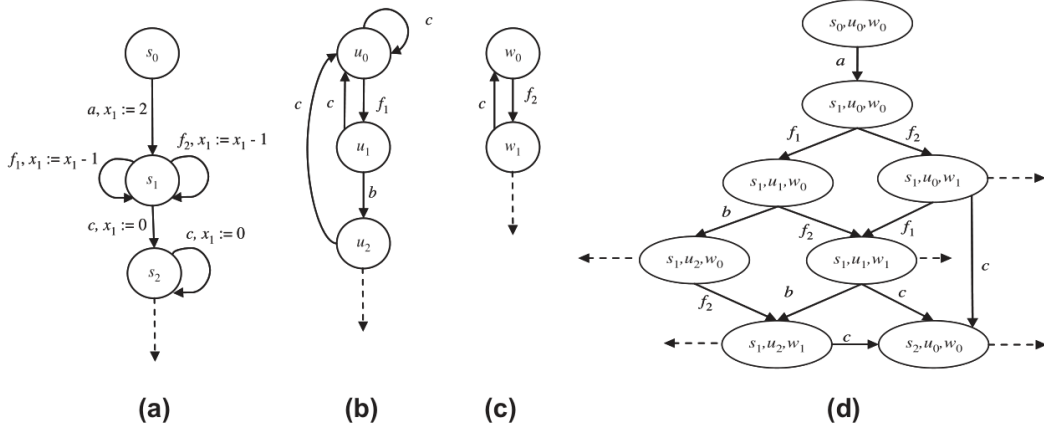 s0
a, x1 := 2
f1, x1 := x1 - 1
f2, x1 := x1 - 1
s1
c, x1 := 0
c, x1 := 0
s2
(a)
c
u0
c
c
f1
u1
b
u2
(b)
w0
c
f2
w1
(c)
s0,u0,w0
a
s1,u0,w0
f1
f2
s1,u1,w0
s1,u0,w1
b
f2
f1
s1,u2,w0
s1,u1,w1
c
f2
b
c
s1,u2,w1
c
s2,u0,w0
(d)